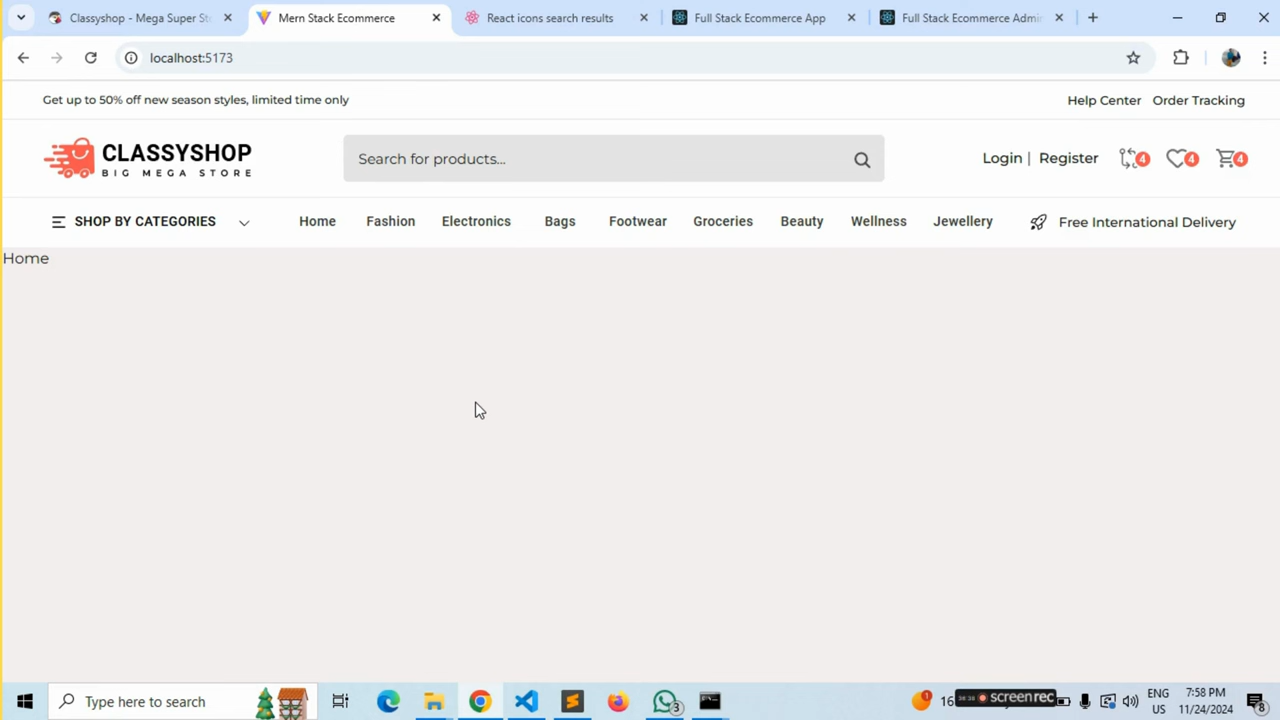 Classyshop - Mega Super St
Mern Stack Ecommerce
React icons search results
Full Stack Ecommerce App
Full Stack Ecommerce Admi
localhost:5173
Get up to 50% off new season styles, limited time only
Help Center
Order Tracking
CLASSYSHOP
BIG MEGA STORE
Search for products...
Login | Register
4
4
4
SHOP BY CATEGORIES
Home
Fashion
Electronics
Bags
Footwear
Groceries
Beauty
Wellness
Jewellery
Free International Delivery
Home
Type here to search
3
1
16
screenrec
ENG
US
7:58 PM
11/24/2024
8